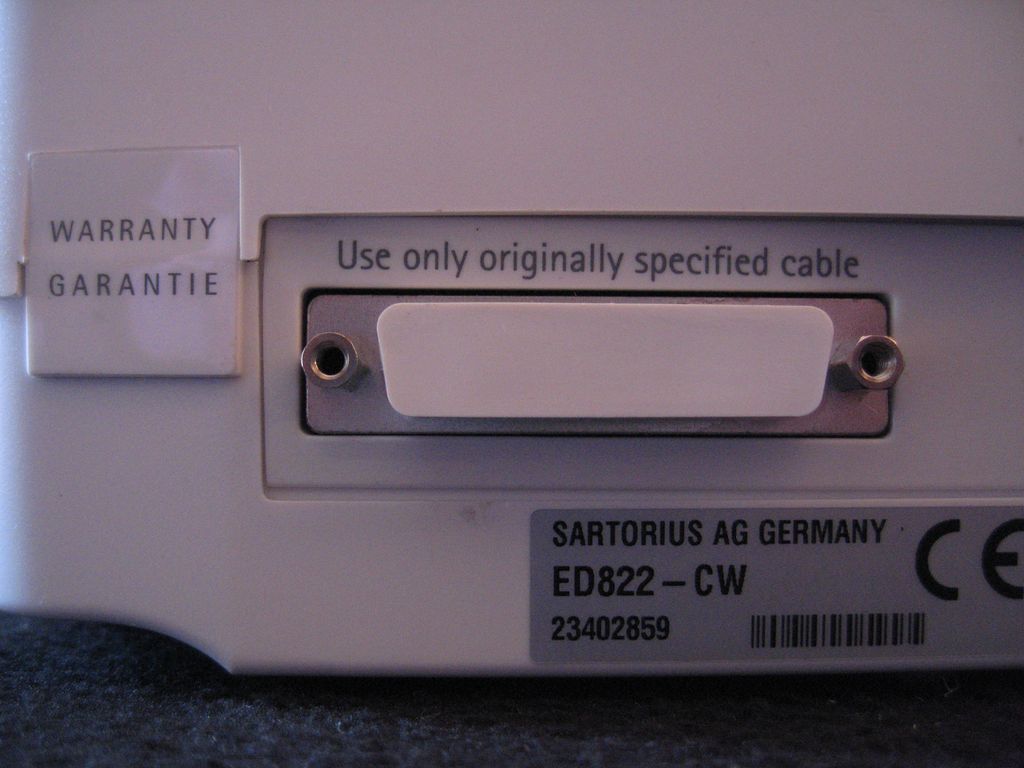 WARRANTY
GARANTIE
Use only originally specified cable
SARTORIUS AG GERMANY
ED822-CW
23402859
CE